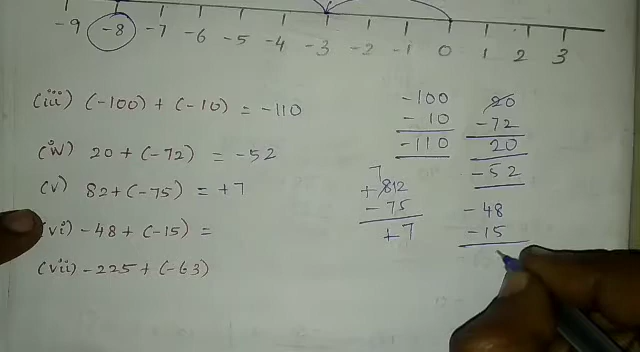 -9 -8 -7 -6 -5 -4 -3 -2 -1 0 1 2 3
(iii) (-100) + (-10) = -110
(iv) 20 + (-72) = -52
(v) 82 + (-75) = +7
(vi) -48 + (-15) =
(vii) -225 + (-63)
-100
-10
-110
20
-72
20
-52
7
+812
-75
+7
-48
-15